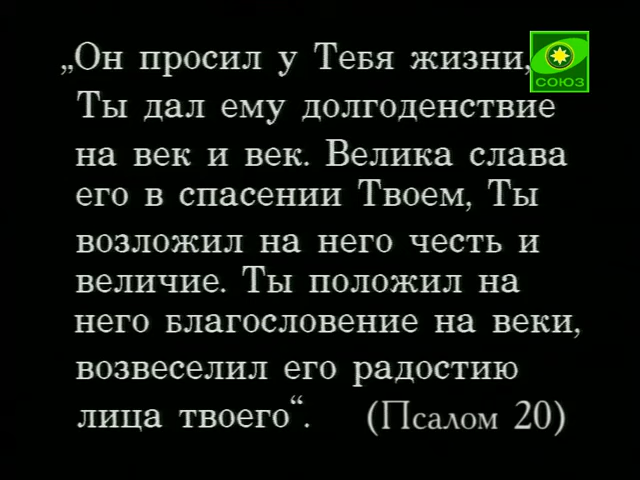 „Он просил у Тебя жизни,
СОЮЗ
Ты дал ему долгоденствие
на век и век. Велика слава
его в спасении Твоем, Ты
возложил на него честь и
величие. Ты положил на
него благословение на веки,
возвеселил его радостию
лица твоего“. (Псалом 20)